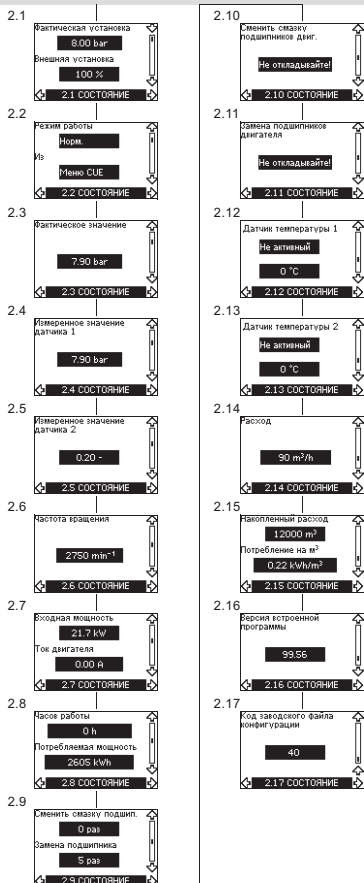 2.1
Фактическая установка
8.00 bar
Внешняя установка
100 %
2.1 СОСТОЯНИЕ
2.2
Режим работы
Норм.
Из
Меню CUE
2.2 СОСТОЯНИЕ
2.3
Фактическое значение
7.90 bar
2.3 СОСТОЯНИЕ
2.4
Измеренное значение
датчика 1
7.90 bar
2.4 СОСТОЯНИЕ
2.5
Измеренное значение
датчика 2
0.20 -
2.5 СОСТОЯНИЕ
2.6
Частота вращения
2750 min⁻¹
2.6 СОСТОЯНИЕ
2.7
Входная мощность
21.7 kW
Ток двигателя
0.00 A
2.7 СОСТОЯНИЕ
2.8
Часов работы
0 h
Потребляемая мощность
2605 kWh
2.8 СОСТОЯНИЕ
2.9
Сменить смазку подшип.
0 раз
Замена подшипника
5 раз
2.9 СОСТОЯНИЕ
2.10
Сменить смазку
подшипников двиг.
Не откладывайте!
2.10 СОСТОЯНИЕ
2.11
Замена подшипников
двигателя
Не откладывайте!
2.11 СОСТОЯНИЕ
2.12
Датчик температуры 1
Не активный
0 °C
2.12 СОСТОЯНИЕ
2.13
Датчик температуры 2
Не активный
0 °C
2.13 СОСТОЯНИЕ
2.14
Расход
90 m³/h
2.14 СОСТОЯНИЕ
2.15
Накопленный расход
12000 m³
Потребление на м³
0.22 kWh/m³
2.15 СОСТОЯНИЕ
2.16
Версия встроенной
программы
99.56
2.16 СОСТОЯНИЕ
2.17
Код заводского файла
конфигурации
40
2.17 СОСТОЯНИЕ